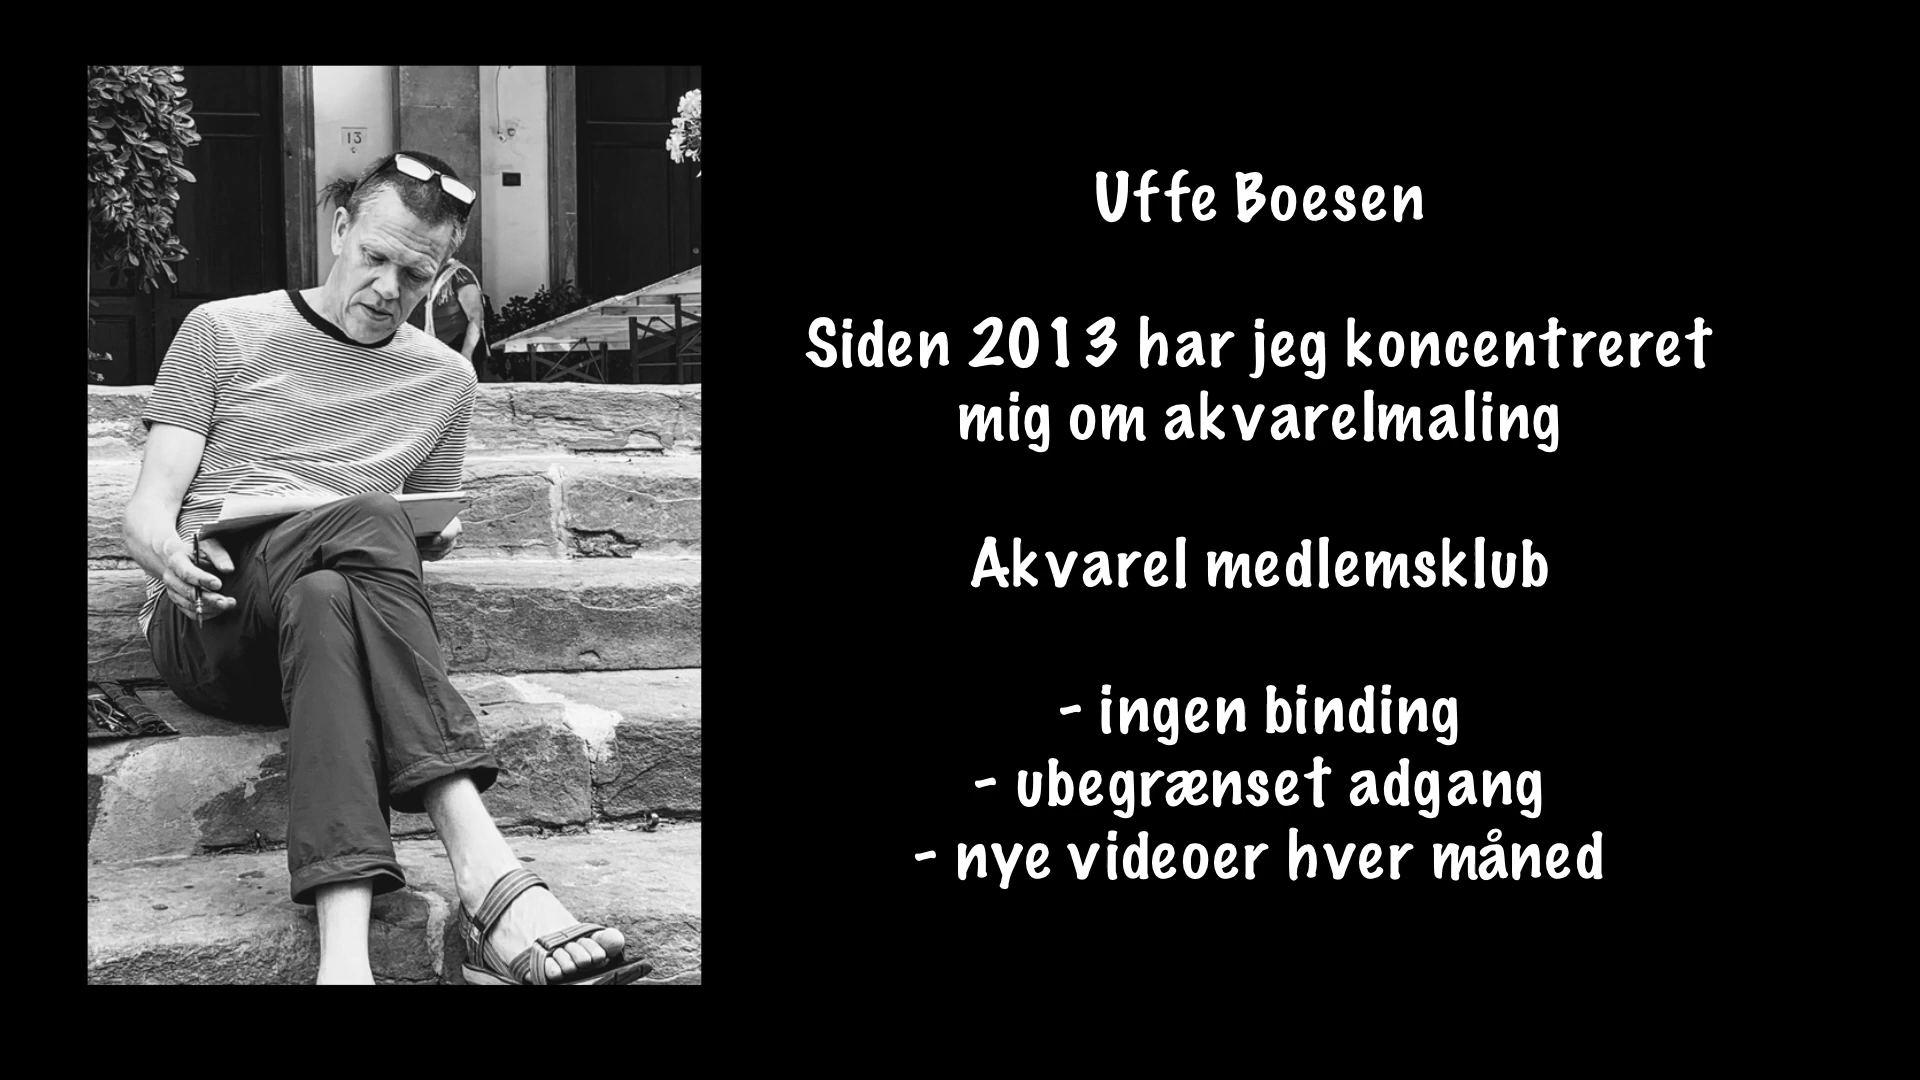 13
Uffe Boesen
Siden 2013 har jeg koncentreret
mig om akvarelmaling
Akvarel medlemsklub
- ingen binding
- ubegrænset adgang
- nye videoer hver måned